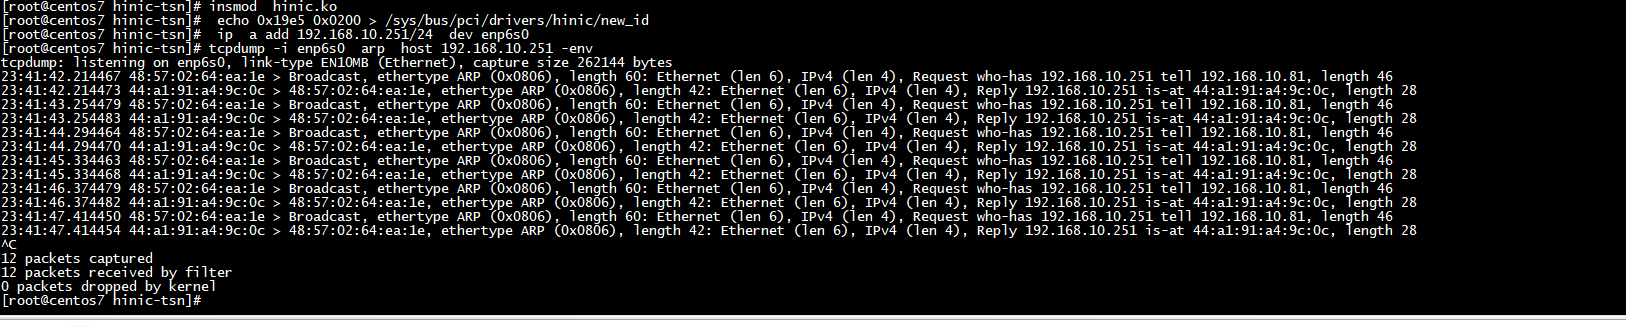 [root@centos7 hinic-tsn]# insmod  hinic.ko
[root@centos7 hinic-tsn]#  echo 0x19e5 0x0200 > /sys/bus/pci/drivers/hinic/new_id
[root@centos7 hinic-tsn]#  ip  a add 192.168.10.251/24  dev enp6s0
[root@centos7 hinic-tsn]# tcpdump -i enp6s0  arp  host 192.168.10.251 -env
tcpdump: listening on enp6s0, link-type EN10MB (Ethernet), capture size 262144 bytes
23:41:42.214467 48:57:02:64:ea:1e > Broadcast, ethertype ARP (0x0806), length 60: Ethernet (len 6), IPv4 (len 4), Request who-has 192.168.10.251 tell 192.168.10.81, length 46
23:41:42.214473 44:a1:91:a4:9c:0c > 48:57:02:64:ea:1e, ethertype ARP (0x0806), length 42: Ethernet (len 6), IPv4 (len 4), Reply 192.168.10.251 is-at 44:a1:91:a4:9c:0c, length 28
23:41:43.254479 48:57:02:64:ea:1e > Broadcast, ethertype ARP (0x0806), length 60: Ethernet (len 6), IPv4 (len 4), Request who-has 192.168.10.251 tell 192.168.10.81, length 46
23:41:43.254483 44:a1:91:a4:9c:0c > 48:57:02:64:ea:1e, ethertype ARP (0x0806), length 42: Ethernet (len 6), IPv4 (len 4), Reply 192.168.10.251 is-at 44:a1:91:a4:9c:0c, length 28
23:41:44.294464 48:57:02:64:ea:1e > Broadcast, ethertype ARP (0x0806), length 60: Ethernet (len 6), IPv4 (len 4), Request who-has 192.168.10.251 tell 192.168.10.81, length 46
23:41:44.294470 44:a1:91:a4:9c:0c > 48:57:02:64:ea:1e, ethertype ARP (0x0806), length 42: Ethernet (len 6), IPv4 (len 4), Reply 192.168.10.251 is-at 44:a1:91:a4:9c:0c, length 28
23:41:45.334463 48:57:02:64:ea:1e > Broadcast, ethertype ARP (0x0806), length 60: Ethernet (len 6), IPv4 (len 4), Request who-has 192.168.10.251 tell 192.168.10.81, length 46
23:41:45.334468 44:a1:91:a4:9c:0c > 48:57:02:64:ea:1e, ethertype ARP (0x0806), length 42: Ethernet (len 6), IPv4 (len 4), Reply 192.168.10.251 is-at 44:a1:91:a4:9c:0c, length 28
23:41:46.374479 48:57:02:64:ea:1e > Broadcast, ethertype ARP (0x0806), length 60: Ethernet (len 6), IPv4 (len 4), Request who-has 192.168.10.251 tell 192.168.10.81, length 46
23:41:46.374482 44:a1:91:a4:9c:0c > 48:57:02:64:ea:1e, ethertype ARP (0x0806), length 42: Ethernet (len 6), IPv4 (len 4), Reply 192.168.10.251 is-at 44:a1:91:a4:9c:0c, length 28
23:41:47.414450 48:57:02:64:ea:1e > Broadcast, ethertype ARP (0x0806), length 60: Ethernet (len 6), IPv4 (len 4), Request who-has 192.168.10.251 tell 192.168.10.81, length 46
23:41:47.414454 44:a1:91:a4:9c:0c > 48:57:02:64:ea:1e, ethertype ARP (0x0806), length 42: Ethernet (len 6), IPv4 (len 4), Reply 192.168.10.251 is-at 44:a1:91:a4:9c:0c, length 28
^C
12 packets captured
12 packets received by filter
0 packets dropped by kernel
[root@centos7 hinic-tsn]#